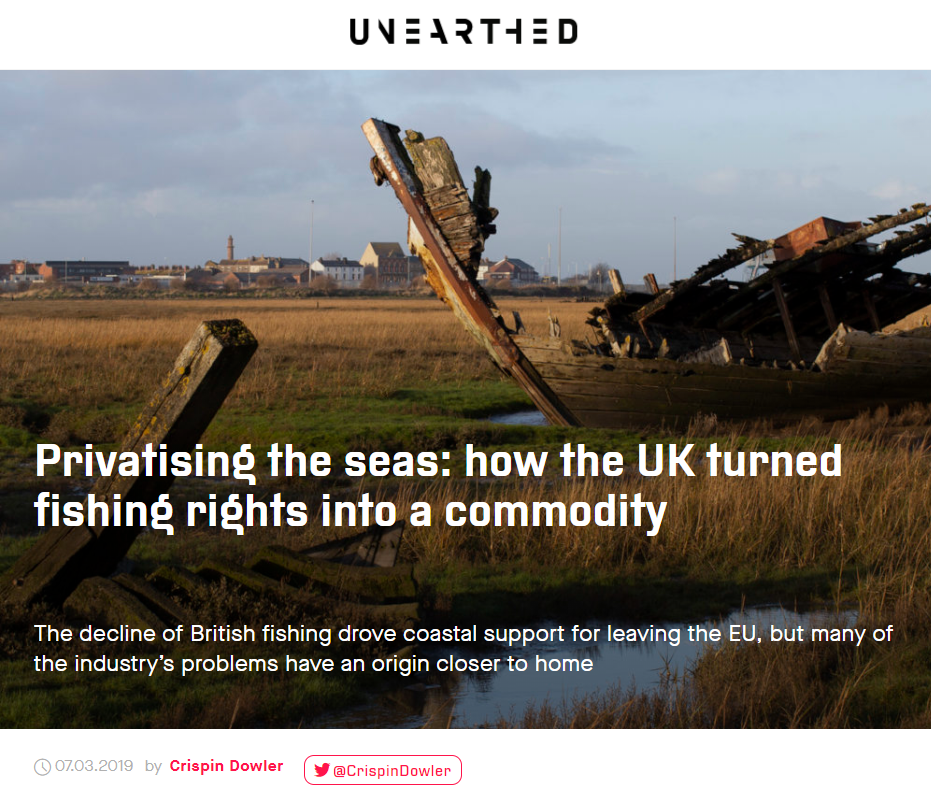 UNEARTHED
Privatising the seas: how the UK turned
fishing rights into a commodity
The decline of British fishing drove coastal support for leaving the EU, but many of
the industry’s problems have an origin closer to home
07.03.2019 by Crispin Dowler @CrispinDowler